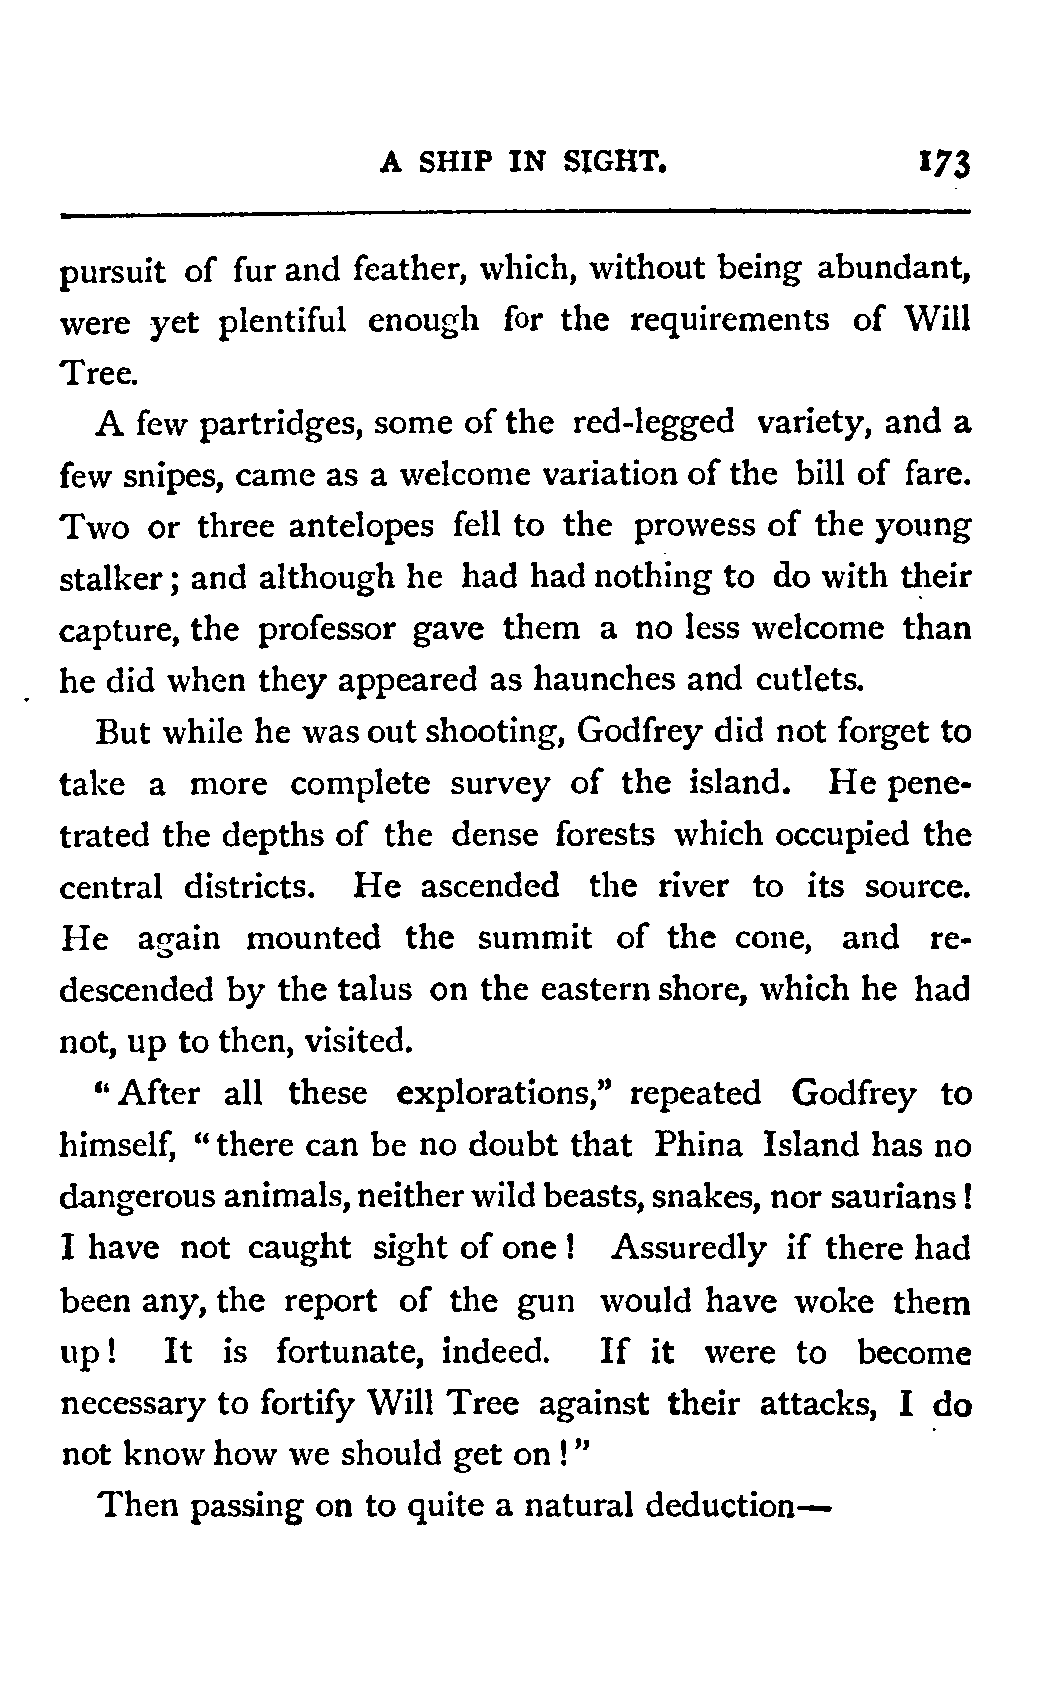 A SHIP IN SIGHT. 173
pursuit of fur and feather, which, without being abundant,
were yet plentiful enough for the requirements of Will
Tree.
A few partridges, some of the red-legged variety, and a
few snipes, came as a welcome variation of the bill of fare.
Two or three antelopes fell to the prowess of the young
stalker; and although he had had nothing to do with their
capture, the professor gave them a no less welcome than
he did when they appeared as haunches and cutlets.
But while he was out shooting, Godfrey did not forget to
take a more complete survey of the island. He pene-
trated the depths of the dense forests which occupied the
central districts. He ascended the river to its source.
He again mounted the summit of the cone, and re-
descended by the talus on the eastern shore, which he had
not, up to then, visited.
“After all these explorations,” repeated Godfrey to
himself, “there can be no doubt that Phina Island has no
dangerous animals, neither wild beasts, snakes, nor saurians!
I have not caught sight of one! Assuredly if there had
been any, the report of the gun would have woke them
up! It is fortunate, indeed. If it were to become
necessary to fortify Will Tree against their attacks, I do
not know how we should get on!”
Then passing on to quite a natural deduction—